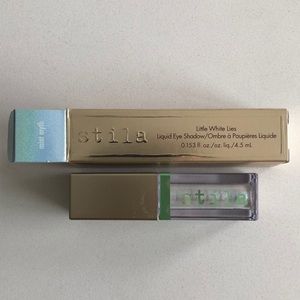 mint myth
stila
Little White Lies
Liquid Eye Shadow/Ombre à Paupières Liquide
0.153 fl. oz./oz. liq./4.5 mL
stila